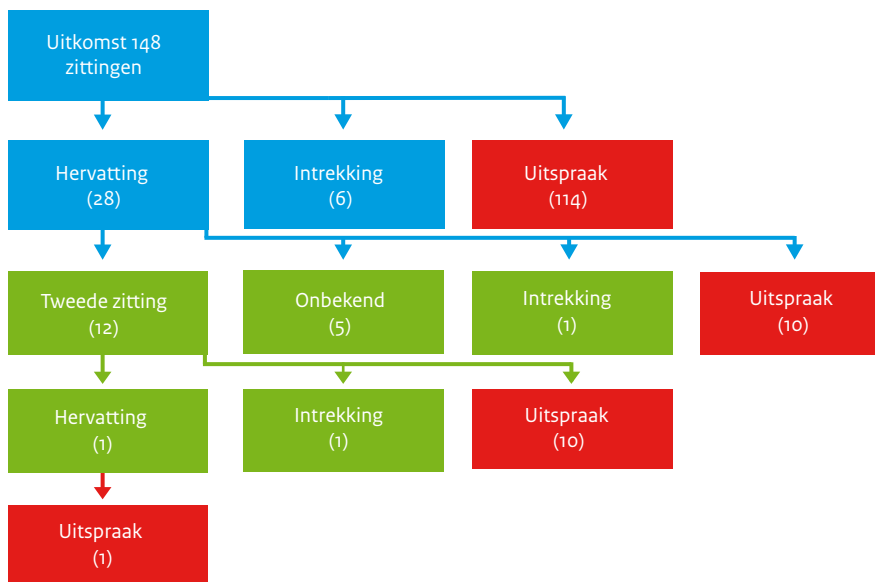 Uitkomst 148
zittingen
Hervatting
(28)
Intrekking
(6)
Uitspraak
(114)
Tweede zitting
(12)
Onbekend
(5)
Intrekking
(1)
Uitspraak
(10)
Hervatting
(1)
Intrekking
(1)
Uitspraak
(10)
Uitspraak
(1)